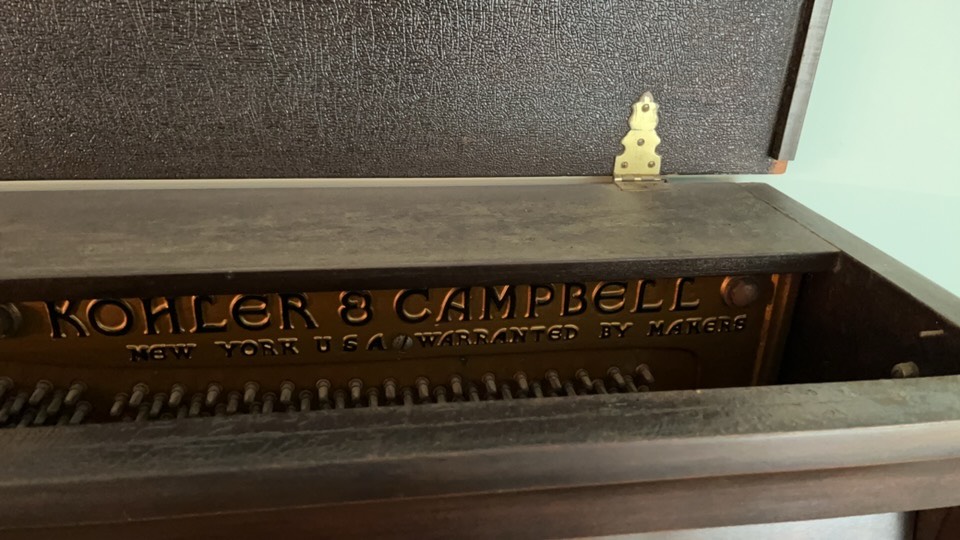 KOHLER & CAMPBELL
NEW YORK U S A WARRANTED BY MAKERS